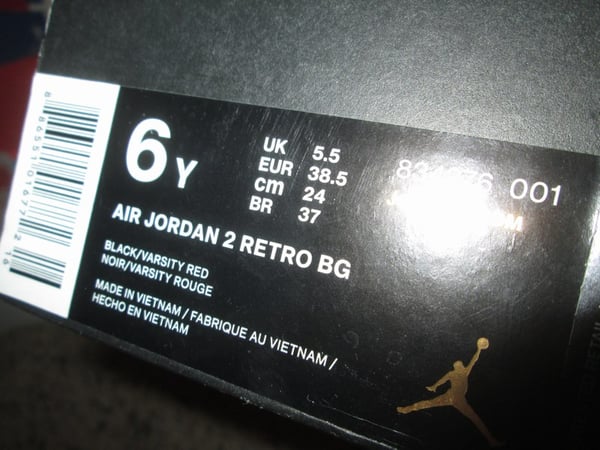 6Y
UK 5.5
EUR 38.5
cm 24
BR 37
001
AIR JORDAN 2 RETRO BG
BLACK/VARSITY RED
NOIR/VARSITY ROUGE
MADE IN VIETNAM / FABRIQUE AU VIETNAM /
HECHO EN VIETNAM